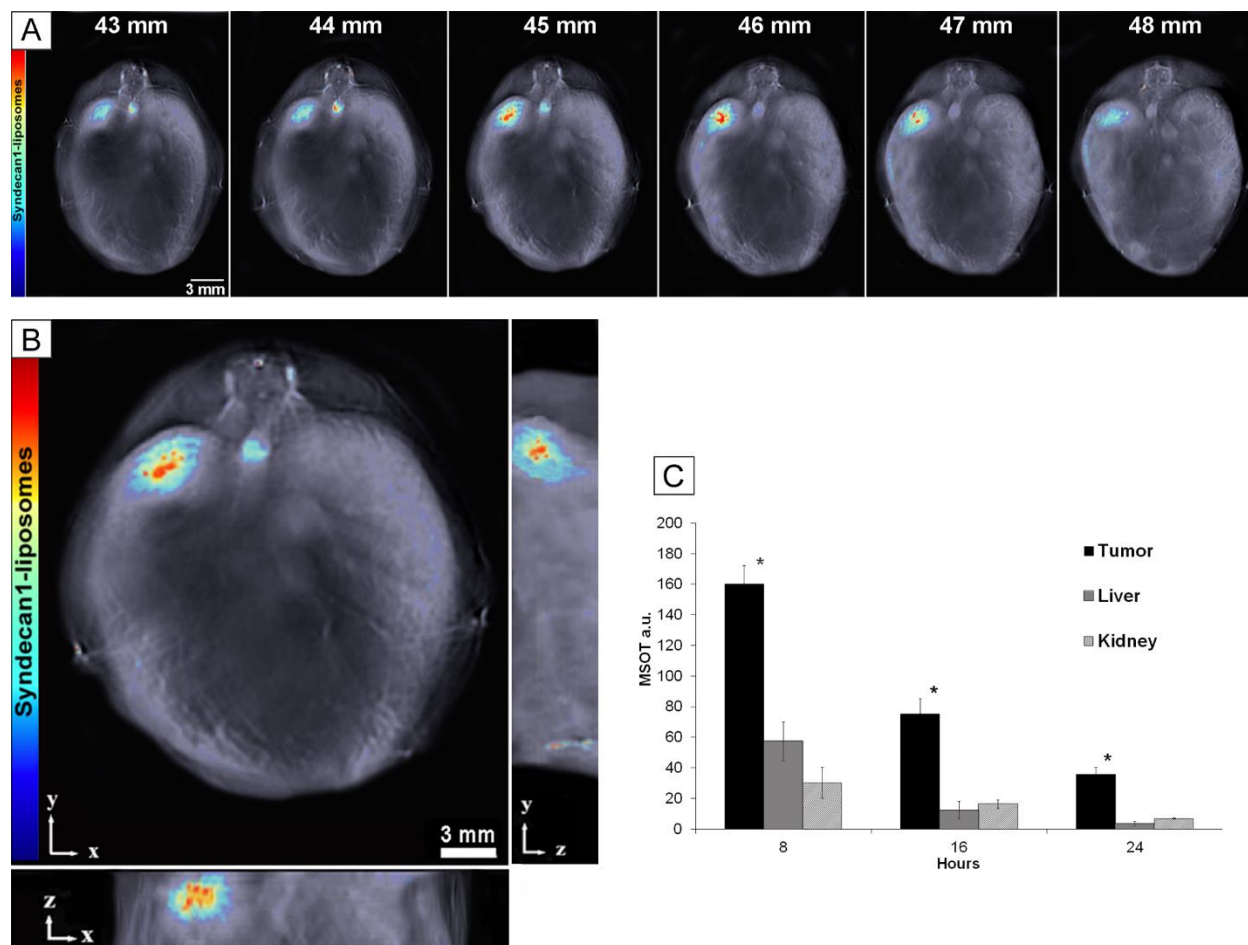 A
43 mm
44 mm
45 mm
46 mm
47 mm
48 mm
Syndecan1-liposomes
3 mm
B
Syndecan1-liposomes
y
x
3 mm
y
z
z
x
C
200
180
160
140
120
100
80
60
40
20
0
MSOT a.u.
*
*
*
Tumor
Liver
Kidney
8
16
24
Hours